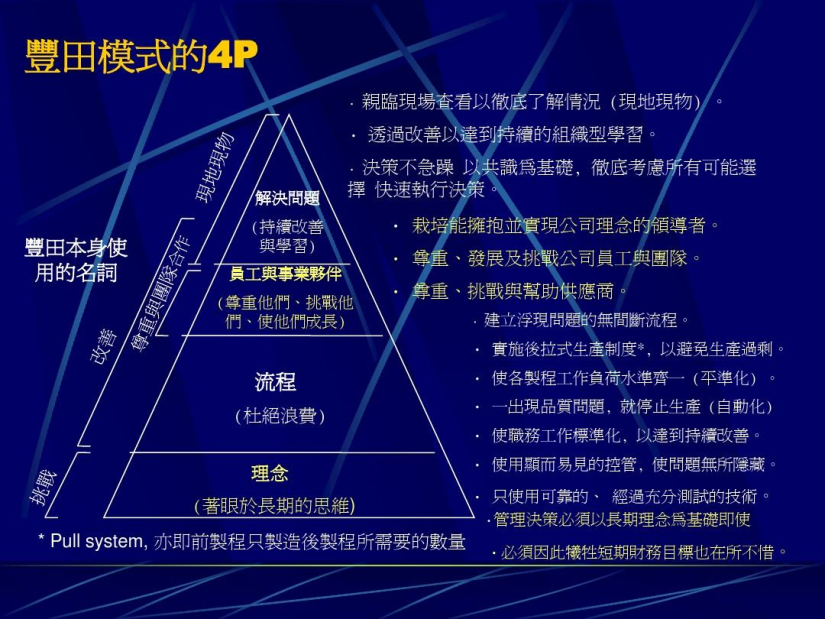 豐田模式的4P
· 親臨現場查看以徹底了解情況（現地現物）。
· 透過改善以達到持續的組織型學習。
· 決策不急躁 以共識為基礎，徹底考慮所有可能選
擇 快速執行決策。
· 栽培能擁抱並實現公司理念的領導者。
· 尊重、發展及挑戰公司員工與團隊。
· 尊重、挑戰與幫助供應商。
· 建立浮現問題的無間斷流程。
· 實施後拉式生產制度*，以避免生產過剩。
· 使各製程工作負荷水準齊一（平準化）。
· 一出現品質問題，就停止生產（自動化）
· 使職務工作標準化，以達到持續改善。
· 使用顯而易見的控管，使問題無所隱藏。
· 只使用可靠的、 經過充分測試的技術。
·管理決策必須以長期理念為基礎即使
·必須因此犧牲短期財務目標也在所不惜。
豐田本身使
用的名詞
現地現物
尊重與團隊合作
改善
挑戰
解決問題
(持續改善
與學習)
員工與事業夥伴
(尊重他們、挑戰他
們、使他們成長)
流程
(杜絕浪費)
理念
(著眼於長期的思維)
* Pull system, 亦即前製程只製造後製程所需要的數量